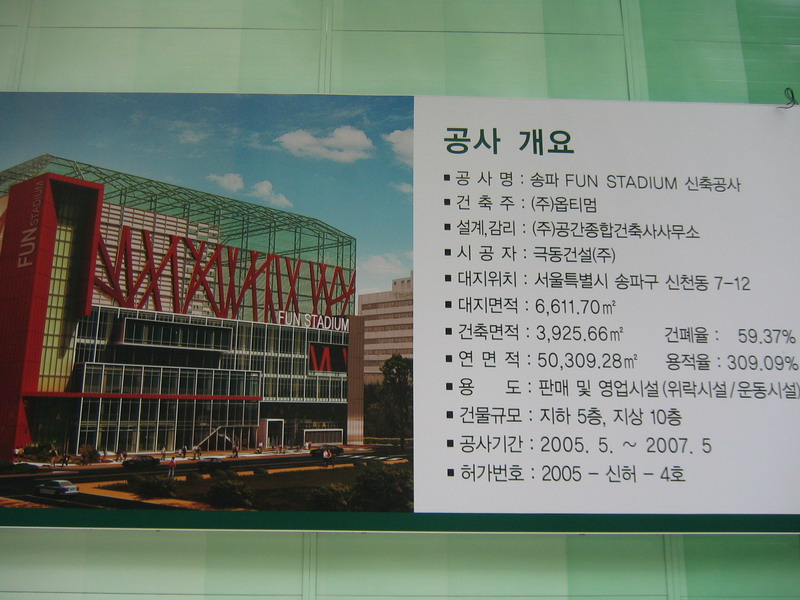 FUN STADIUM
FUN STADIUM
공사 개요
▪ 공 사 명 : 송파 FUN STADIUM 신축공사
▪ 건 축 주 : (주)옵티멈
▪ 설계,감리 : (주)공간종합건축사사무소
▪ 시 공 자 : 극동건설(주)
▪ 대지위치 : 서울특별시 송파구 신천동 7-12
▪ 대지면적 : 6,611.70㎡
▪ 건축면적 : 3,925.66㎡ 건폐율 : 59.37%
▪ 연 면 적 : 50,309.28㎡ 용적율 : 309.09%
▪ 용 도 : 판매 및 영업시설(위락시설/운동시설)
▪ 건물규모 : 지하 5층, 지상 10층
▪ 공사기간 : 2005. 5. ~ 2007. 5
▪ 허가번호 : 2005 - 신허 - 4호